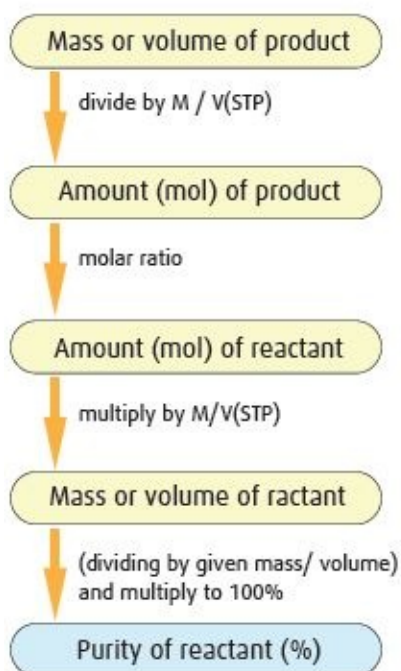 Mass or volume of product
divide by M / V(STP)
Amount (mol) of product
molar ratio
Amount (mol) of reactant
multiply by M/V(STP)
Mass or volume of ractant
(dividing by given mass/ volume)
and multiply to 100%
Purity of reactant (%)